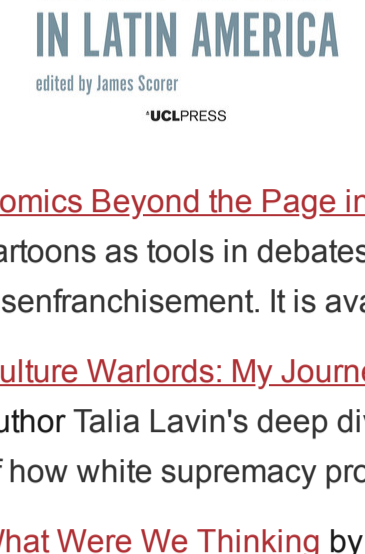 IN LATIN AMERICA
edited by James Scorer
UCLPRESS
omics Beyond the Page in
artoons as tools in debates
senfranchisement. It is ava
ulture Warlords: My Journe
uthor Talia Lavin's deep di
f how white supremacy pro
What Were We Thinking by